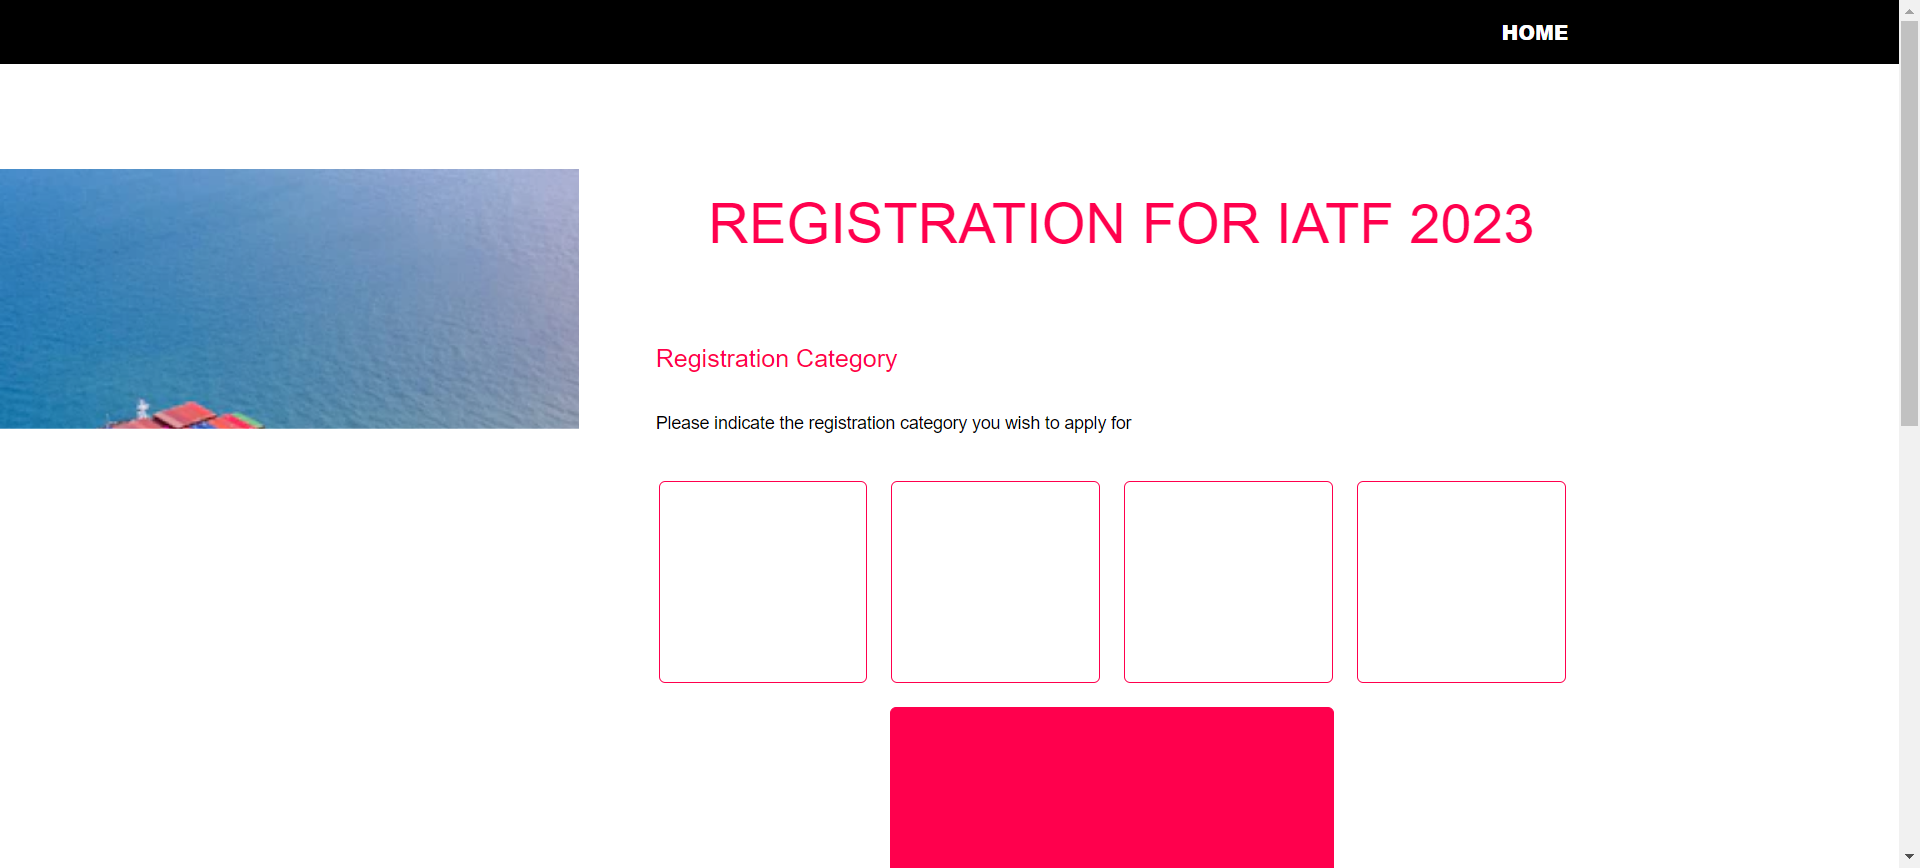 HOME
REGISTRATION FOR IATF 2023
Registration Category
Please indicate the registration category you wish to apply for